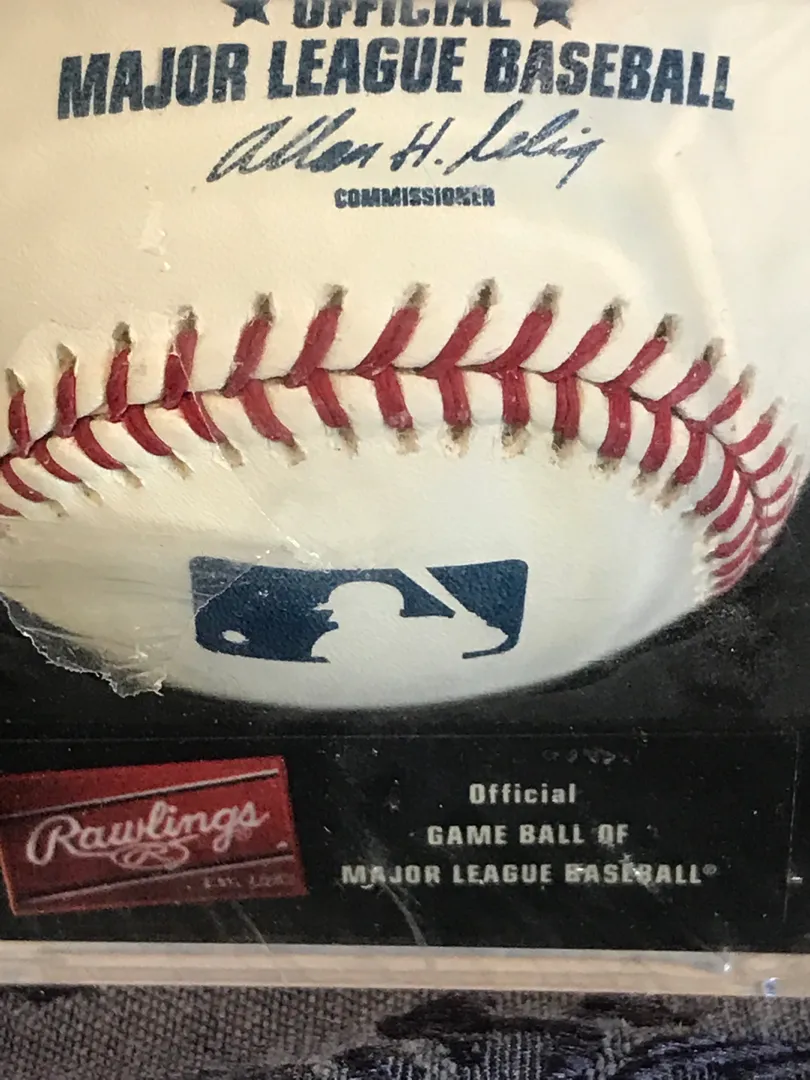 ★ OFFICIAL ★
MAJOR LEAGUE BASEBALL
Allan H. Selig
COMMISSIONER
Rawlings
R
Official
GAME BALL OF
MAJOR LEAGUE BASEBALL®